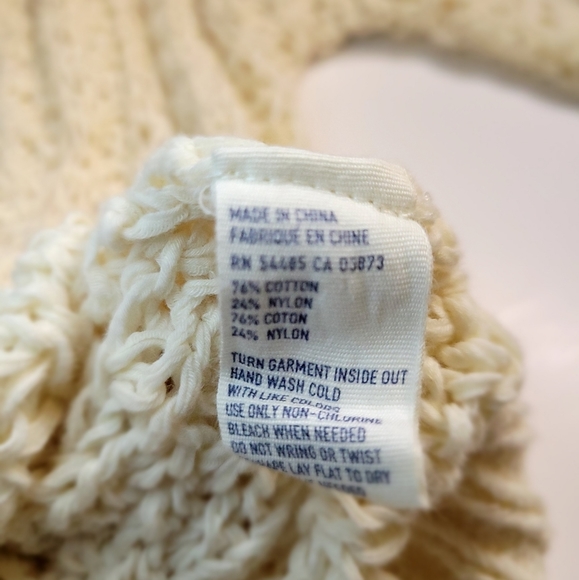 MADE IN CHINA
FABRIQUE EN CHINE
RN 54485 CA 03873
76% COTTON
24% NYLON
76% COTON
24% NYLON
TURN GARMENT INSIDE OUT
HAND WASH COLD
WITH LIKE COLORS
USE ONLY NON-CHLORINE
BLEACH WHEN NEEDED
DO NOT WRING OR TWIST
LAY FLAT TO DRY
NEEDED